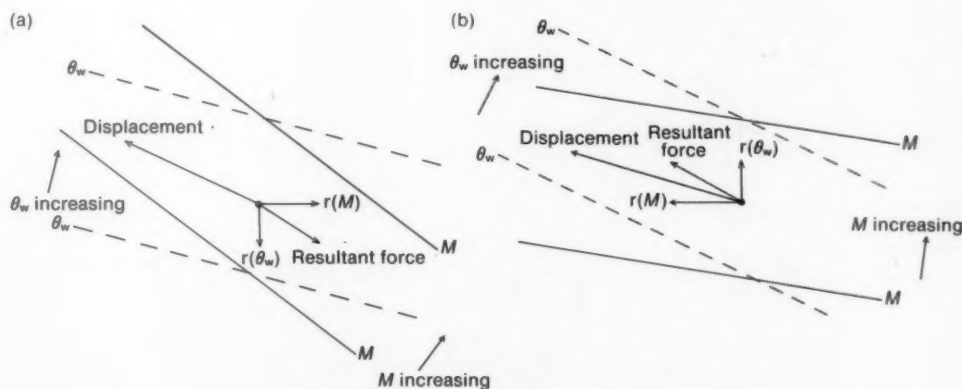 (a)
θw
Displacement
θw increasing
θw
r(M)
r(θw)
Resultant force
M
M
M increasing
(b)
θw
θw increasing
Displacement
Resultant
force
r(θw)
M
θw
r(M)
M increasing
M